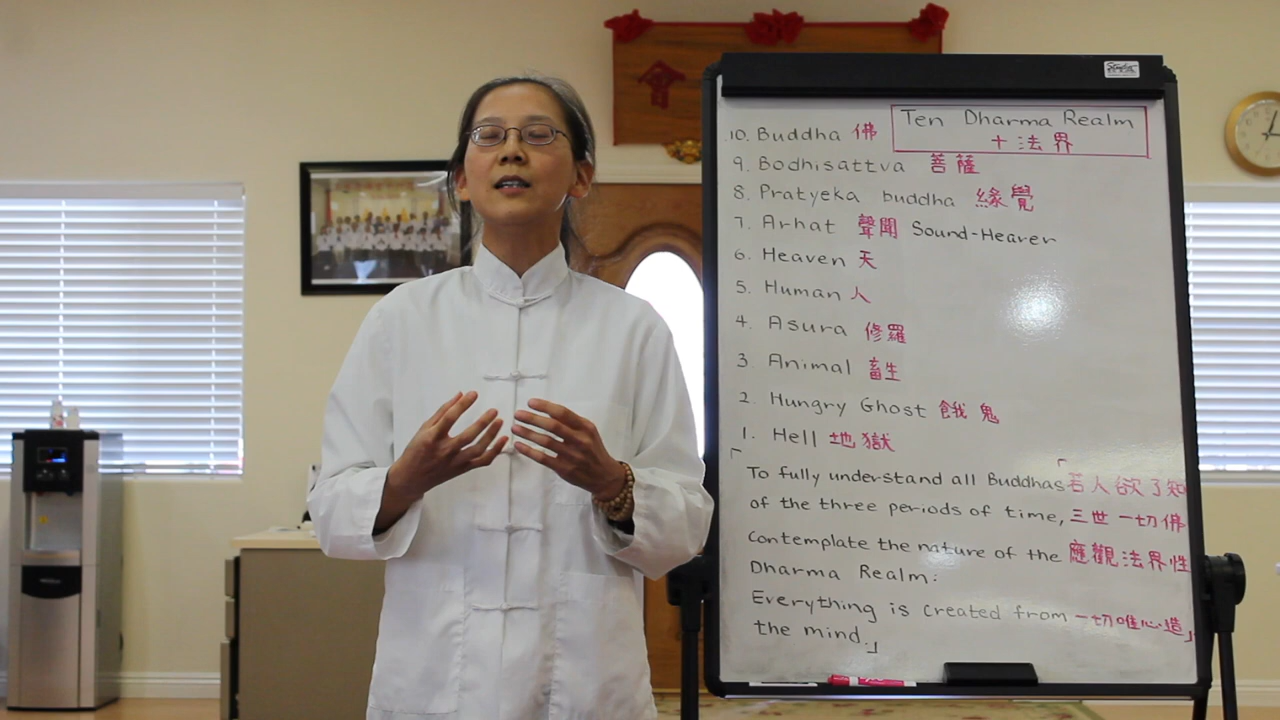 Ten Dharma Realm
十法界
10. Buddha 佛
9. Bodhisattva 菩薩
8. Pratyeka buddha 緣覺
7. Arhat 聲聞 Sound-Hearer
6. Heaven 天
5. Human 人
4. Asura 修羅
3 Animal 畜生
2. Hungry Ghost 餓鬼
1. Hell 地獄
「To fully understand all Buddhas「若人欲了知
of the three periods of time, 三世一切佛
Contemplate the nature of the 應觀法界性
Dharma Realm:
Everything is created from 一切唯心造」
the mind.」